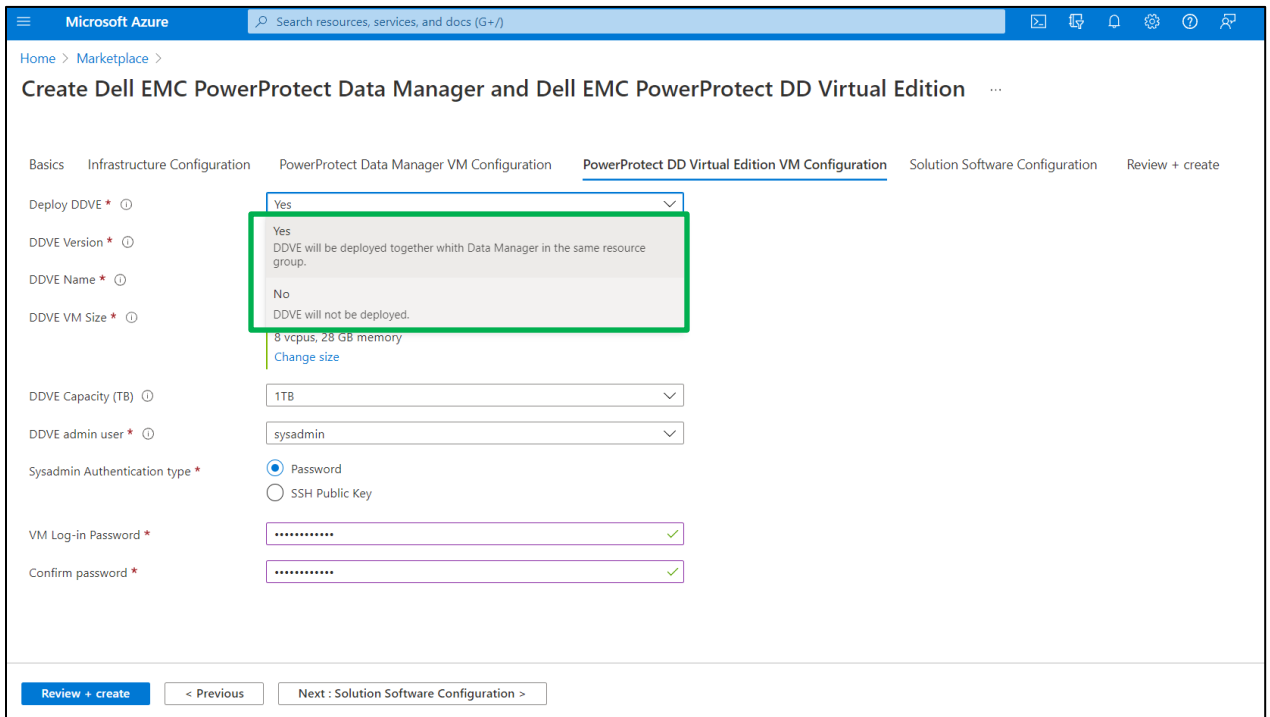 Microsoft Azure
Search resources, services, and docs (G+/)
Home > Marketplace >
Create Dell EMC PowerProtect Data Manager and Dell EMC PowerProtect DD Virtual Edition ...
Basics Infrastructure Configuration PowerProtect Data Manager VM Configuration PowerProtect DD Virtual Edition VM Configuration Solution Software Configuration Review + create
Deploy DDVE *
Yes
DDVE Version *
Yes
DDVE will be deployed together whith Data Manager in the same resource
group.
DDVE Name *
No
DDVE will not be deployed.
DDVE VM Size *
8 vcpus, 28 GB memory
Change size
DDVE Capacity (TB)
1TB
DDVE admin user *
sysadmin
Sysadmin Authentication type *
Password
SSH Public Key
VM Log-in Password *
••••••••••••
Confirm password *
••••••••••••
Review + create
< Previous
Next : Solution Software Configuration >